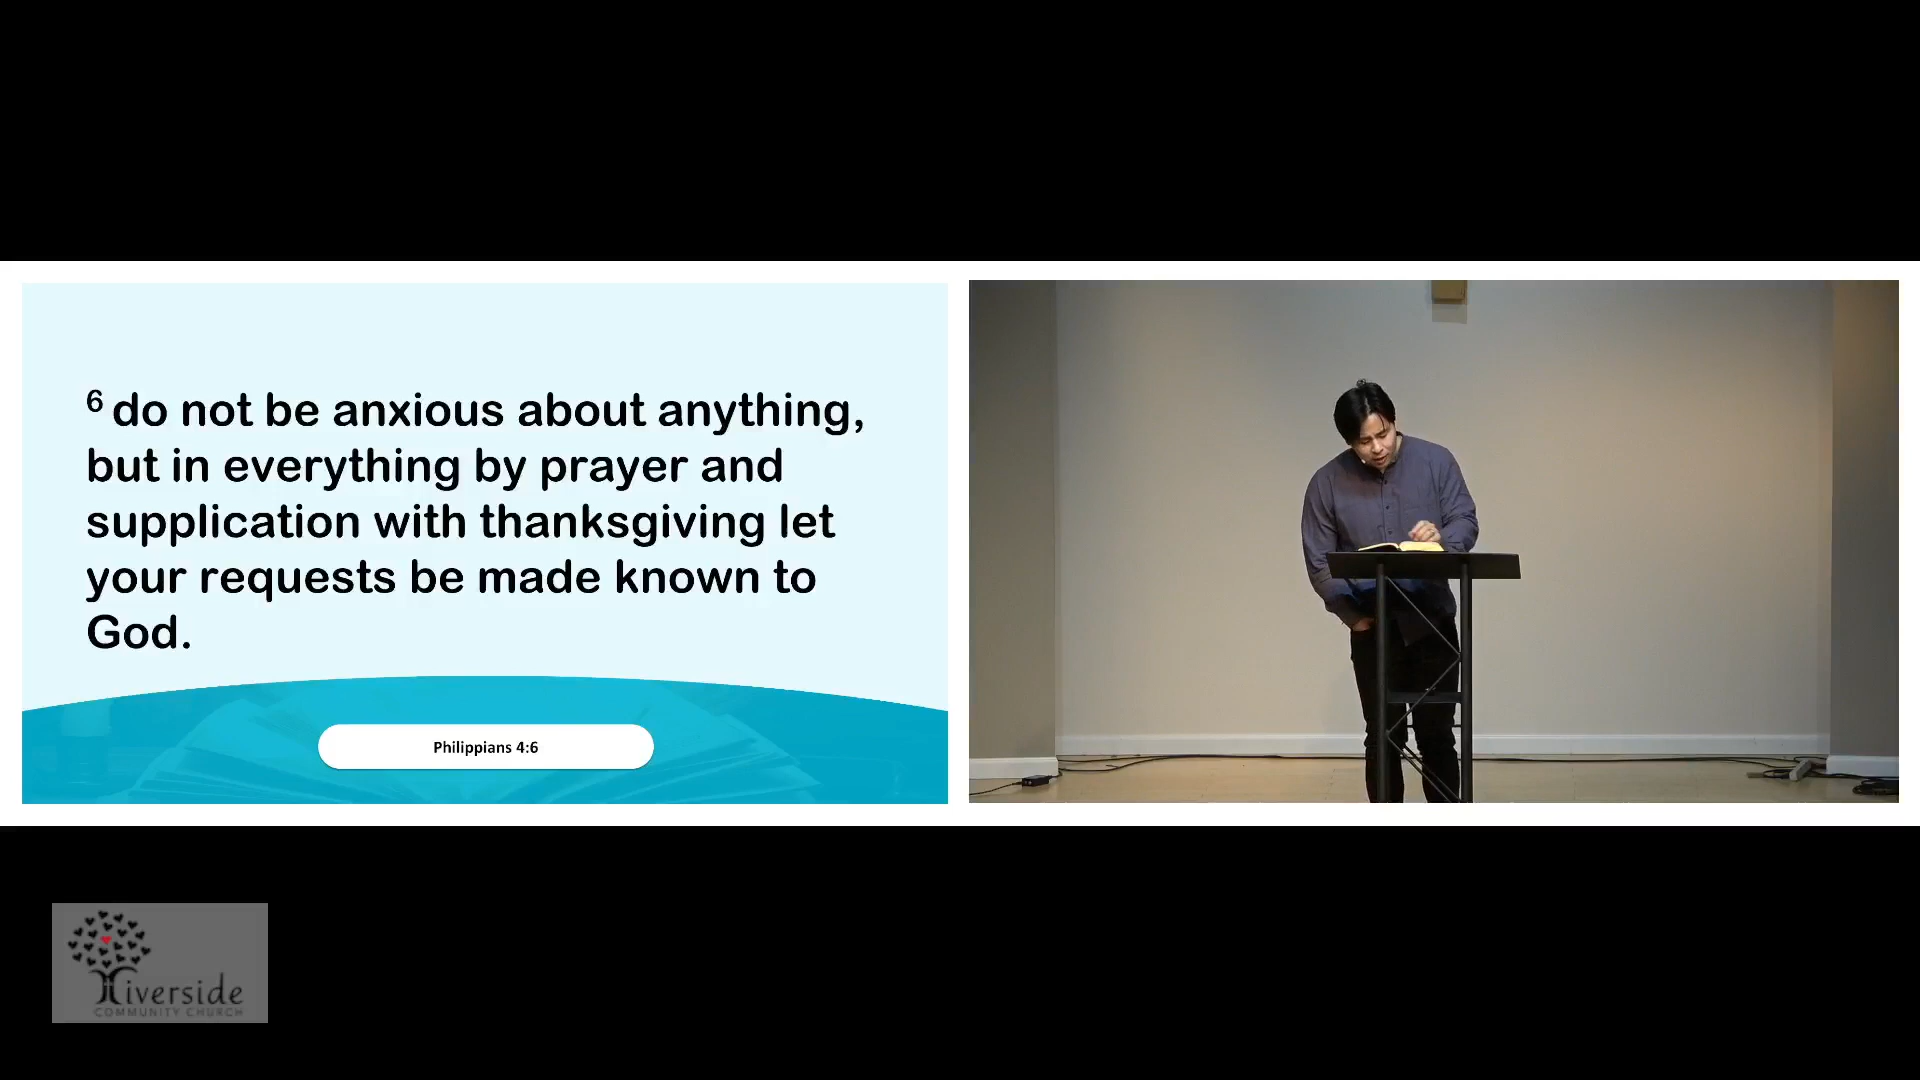 6 do not be anxious about anything,
but in everything by prayer and
supplication with thanksgiving let
your requests be made known to
God.
Philippians 4:6
Riverside
COMMUNITY CHURCH